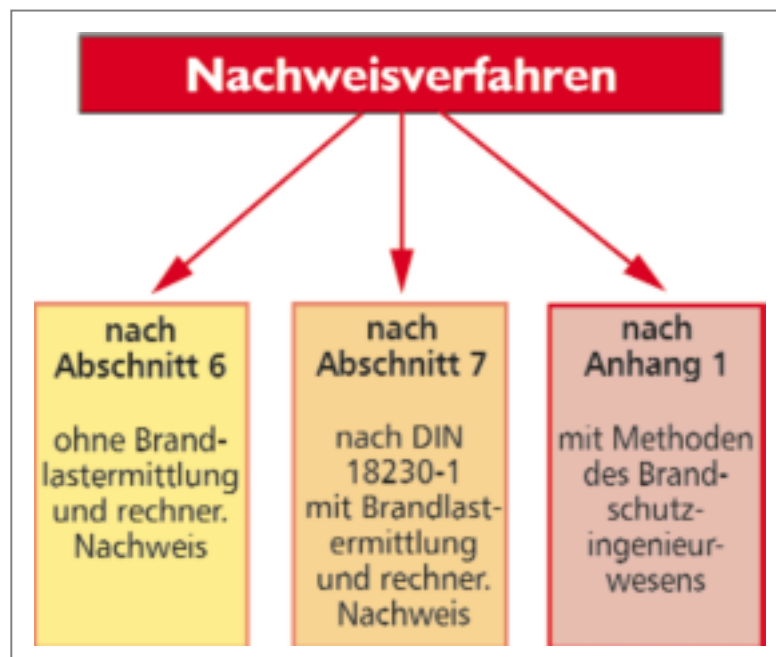 Nachweisverfahren
nach
Abschnitt 6
ohne Brand-
lastermittlung
und rechner.
Nachweis
nach
Abschnitt 7
nach DIN
18230-1
mit Brandlast-
ermittlung
und rechner.
Nachweis
nach
Anhang 1
mit Methoden
des Brand-
schutz-
ingenieur-
wesens